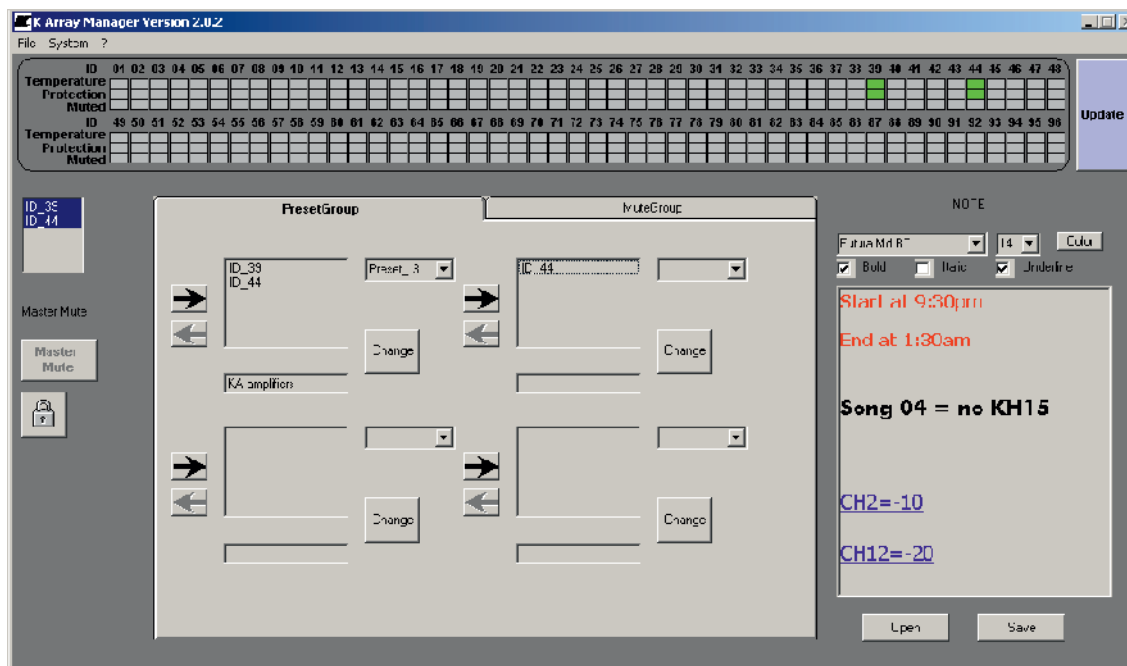 K Array Manager Version 2.0.2
File System ?
ID 01 02 03 04 05 06 07 08 09 10 11 12 13 14 15 16 17 18 19 20 21 22 23 24 25 26 27 28 29 30 31 32 33 34 35 36 37 38 39 40 41 42 43 44 45 46 47 48
Temperature
Protection
Muted
ID 49 50 51 52 53 54 55 56 57 58 59 60 61 62 63 64 65 66 67 68 69 70 71 72 73 74 75 76 77 78 79 80 81 82 83 84 85 86 87 88 89 90 91 92 93 94 95 96
Temperature
Protection
Muted
Update
ID_39
ID_44
Master Mute
Master
Mute
PresetGroup
MuteGroup
ID_39
ID_44
Preset_3
Change
KA amplifiers
ID_44
Change
Change
Change
NOTE
Futura Md BT
14
Color
Bold
Italic
Underline
Start at 9:30pm
End at 1:30am
Song 04 = no KH15
CH2=-10
CH12=-20
Open
Save